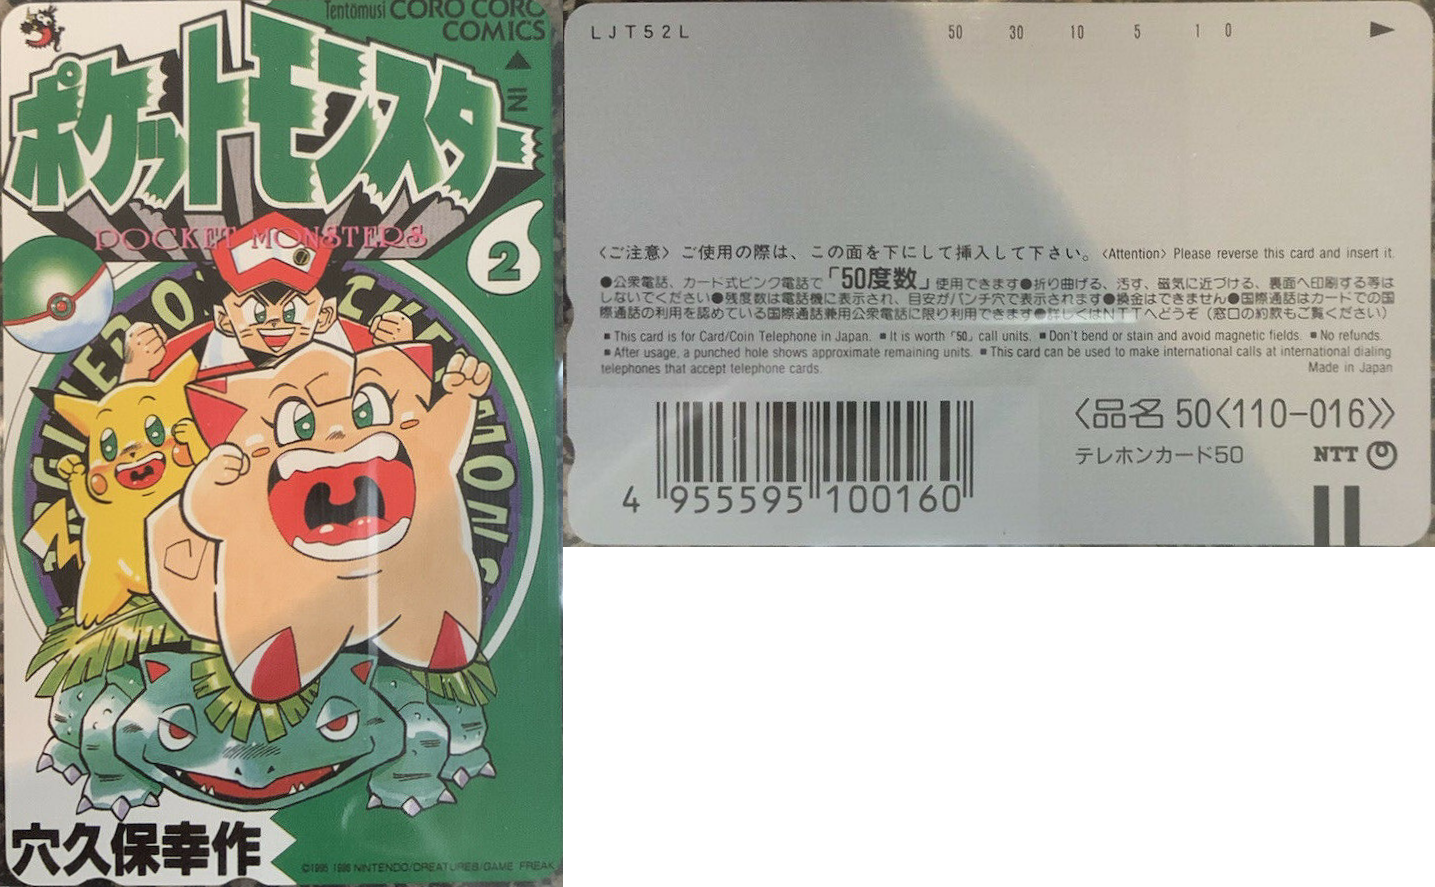 Tentomusi CORO CORO
COMICS
IN
ポケットモンスター
POCKET MONSTERS
2
穴久保幸作
©1995 1996 NINTENDO/CREATURES/GAME FREAK
LJT52L
50 30 10 5 1 0
〈ご注意〉ご使用の際は、この面を下にして挿入して下さい。〈Attention〉Please reverse this card and insert it.
●公衆電話、カード式ピンク電話で「50度数」使用できます●折り曲げる、汚す、磁気に近づける、裏面へ印刷する等は
しないでください●残度数は電話機に表示され、目安がパンチ穴で表示されます●換金はできません●国際通話はカードでの国
際通話の利用を認めている国際通話兼用公衆電話に限り利用できます●詳しくはNTTへどうぞ（窓口の約款もご覧ください）
■This card is for Card/Coin Telephone in Japan. ■It is worth「50」call units. ■Don't bend or stain and avoid magnetic fields. ■No refunds.
■After usage, a punched hole shows approximate remaining units. ■This card can be used to make international calls at international dialing
telephones that accept telephone cards.
Made in Japan
〈品名 50〈110-016〉〉
テレホンカード50
NTT
4 955595 100160